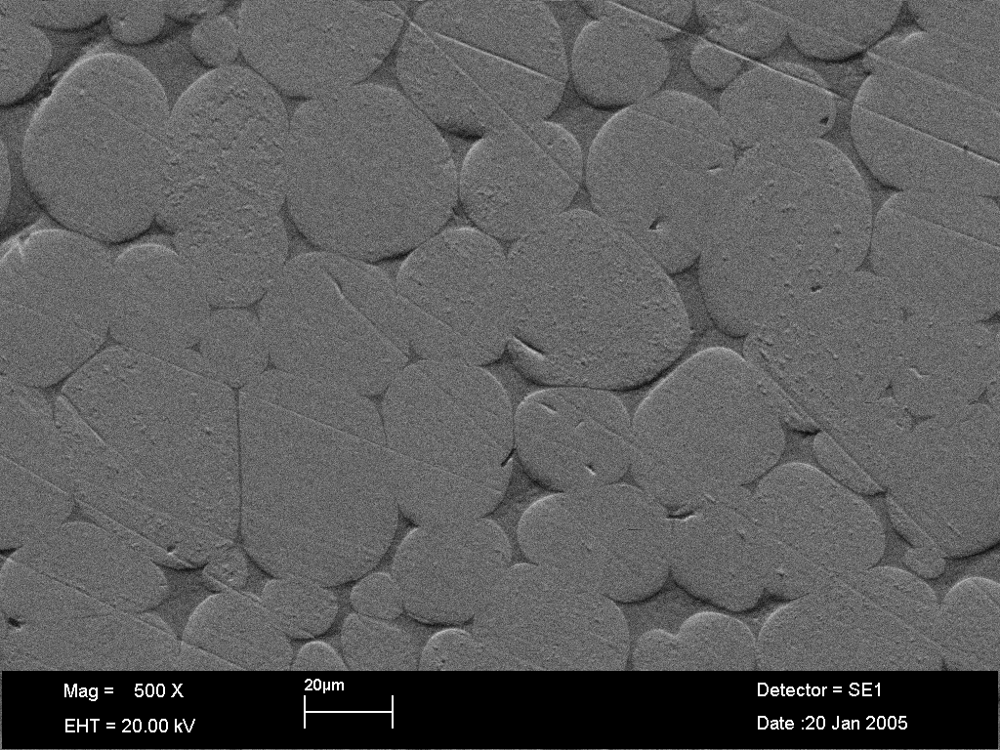 Mag = 500 X
EHT = 20.00 kV
20µm
Detector = SE1
Date :20 Jan 2005